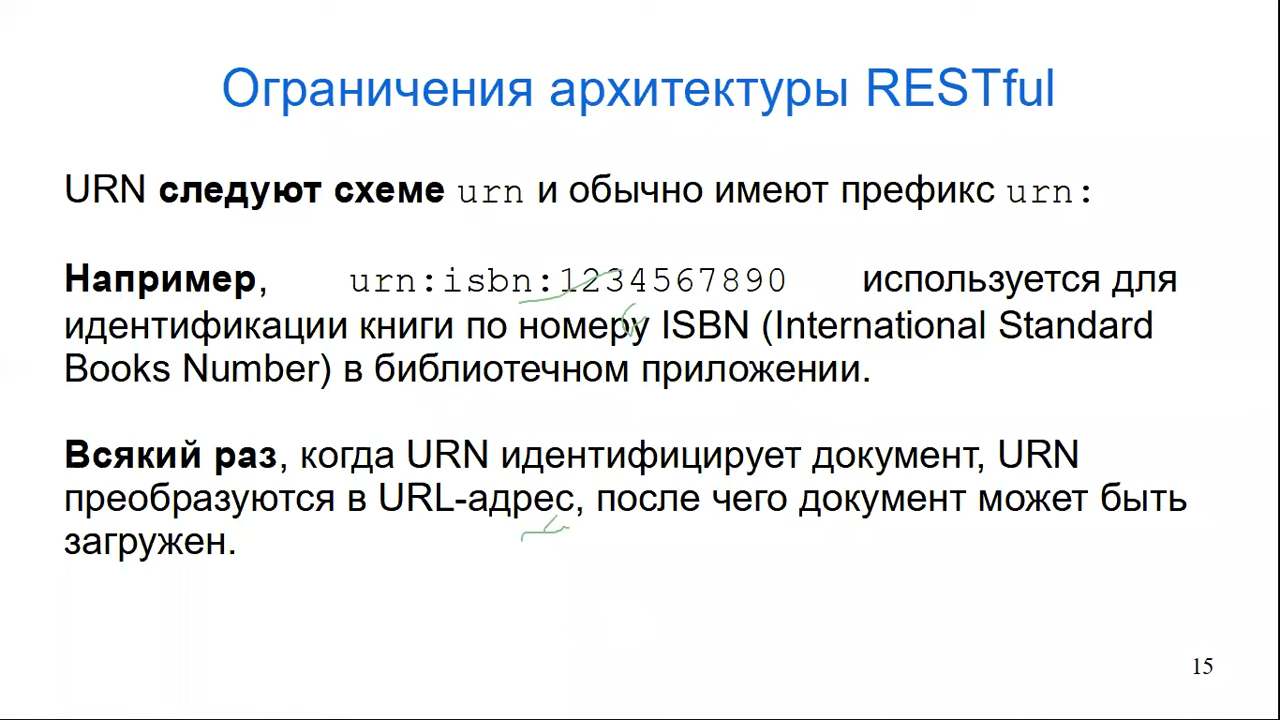 Ограничения архитектуры RESTful
URN следуют схеме urn и обычно имеют префикс urn:
Например, urn:isbn:1234567890 используется для
идентификации книги по номеру ISBN (International Standard
Books Number) в библиотечном приложении.
Всякий раз, когда URN идентифицирует документ, URN
преобразуются в URL-адрес, после чего документ может быть
загружен.
15